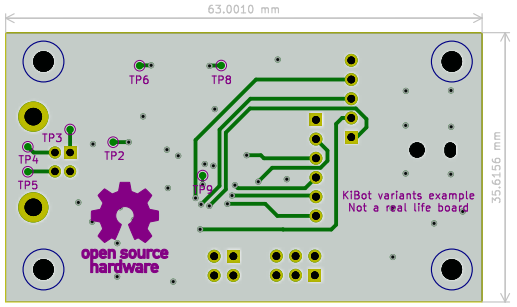 63.0010 mm
TP6
TP8
TP3
TP2
TP4
TP5
TP9
35.6156 mm
KiBot variants example
Not a real life board
open source
hardware